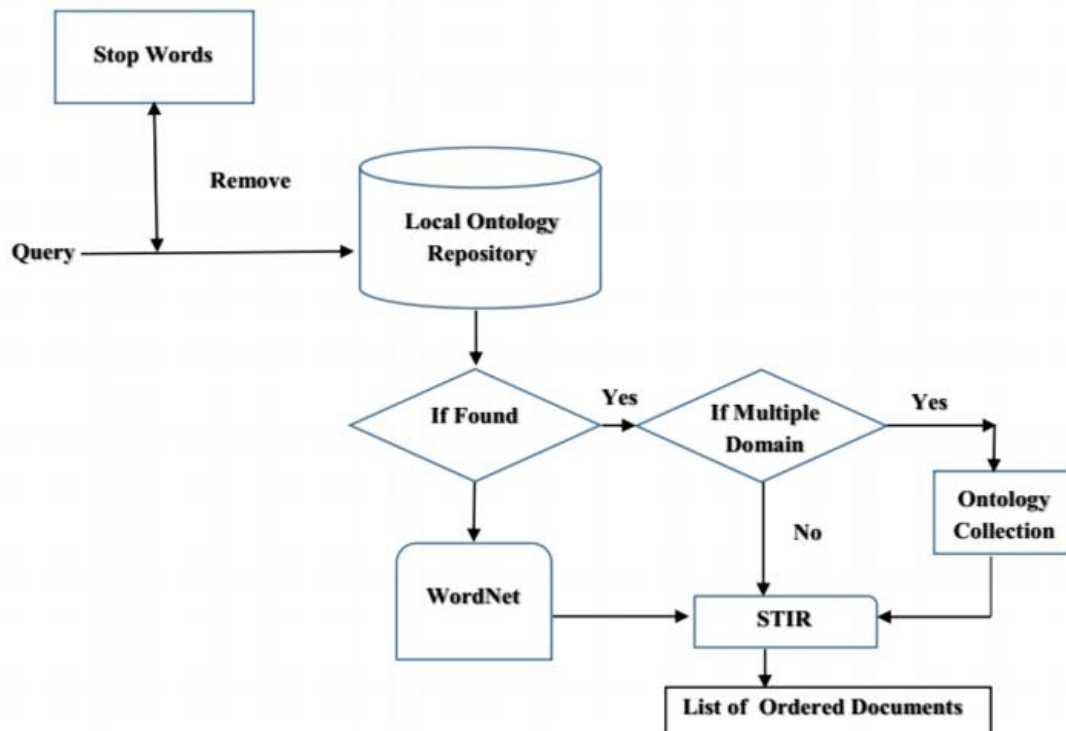 Stop Words
Remove
Query
Local Ontology
Repository
If Found
Yes
If Multiple
Domain
Yes
Ontology
Collection
No
WordNet
STIR
List of Ordered Documents